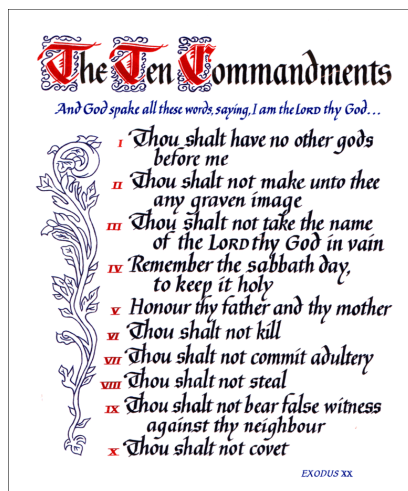 The Ten Commandments
And God spake all these words, saying, I am the LORD thy God...
I Thou shalt have no other gods
before me
II Thou shalt not make unto thee
any graven image
III Thou shalt not take the name
of the LORD thy God in vain
IV Remember the sabbath day,
to keep it holy
V Honour thy father and thy mother
VI Thou shalt not kill
VII Thou shalt not commit adultery
VIII Thou shalt not steal
IX Thou shalt not bear false witness
against thy neighbour
X Thou shalt not covet
EXODUS XX